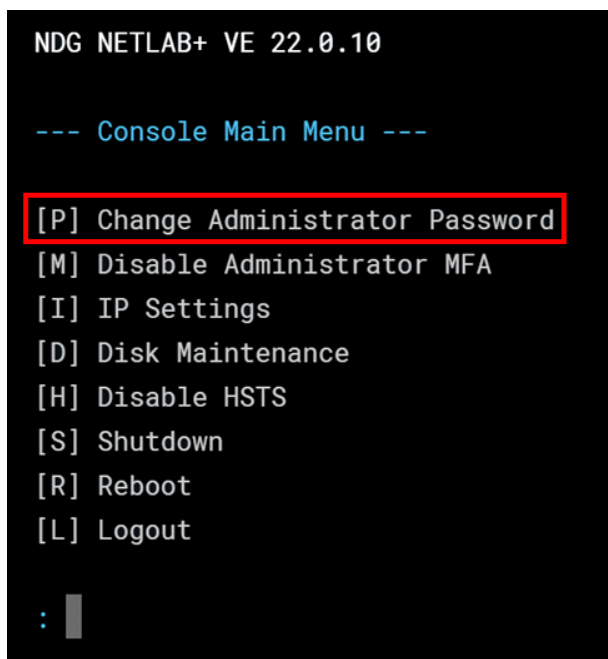 NDG NETLAB+ VE 22.0.10
--- Console Main Menu ---
[P] Change Administrator Password
[M] Disable Administrator MFA
[I] IP Settings
[D] Disk Maintenance
[H] Disable HSTS
[S] Shutdown
[R] Reboot
[L] Logout
: